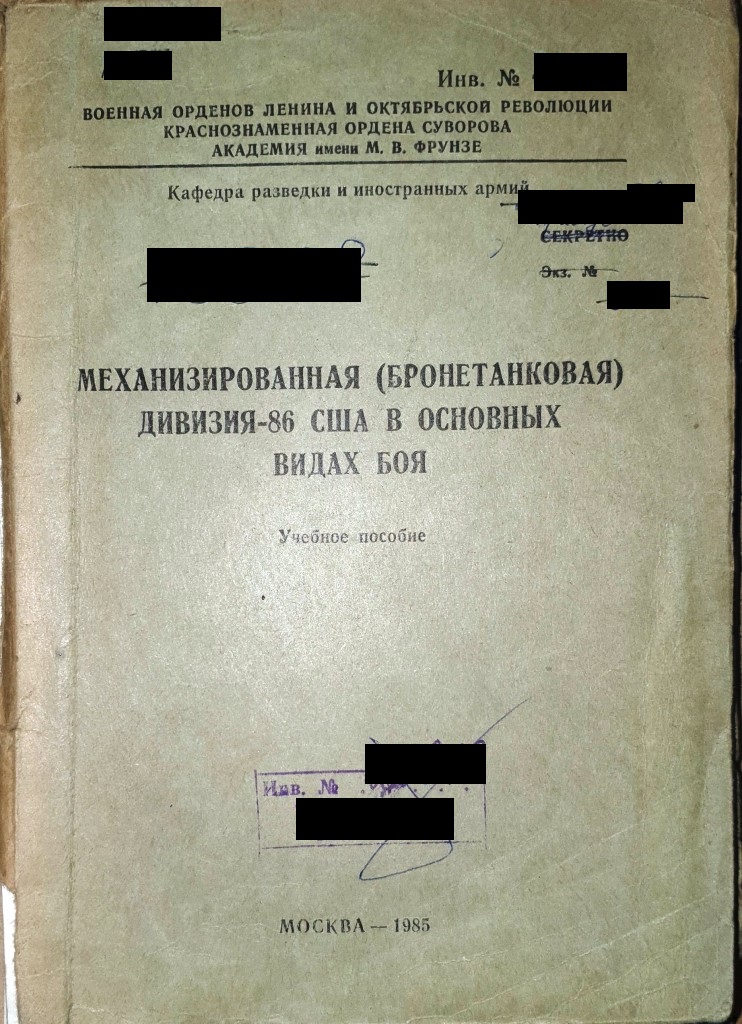 Инв. №
ВОЕННАЯ ОРДЕНОВ ЛЕНИНА И ОКТЯБРЬСКОЙ РЕВОЛЮЦИИ
КРАСНОЗНАМЕННАЯ ОРДЕНА СУВОРОВА
АКАДЕМИЯ имени М. В. ФРУНЗЕ
Кафедра разведки и иностранных армий
СЕКРЕТНО
Экз. №
МЕХАНИЗИРОВАННАЯ (БРОНЕТАНКОВАЯ)
ДИВИЗИЯ-86 США В ОСНОВНЫХ
ВИДАХ БОЯ
Учебное пособие
Инв. №
МОСКВА — 1985